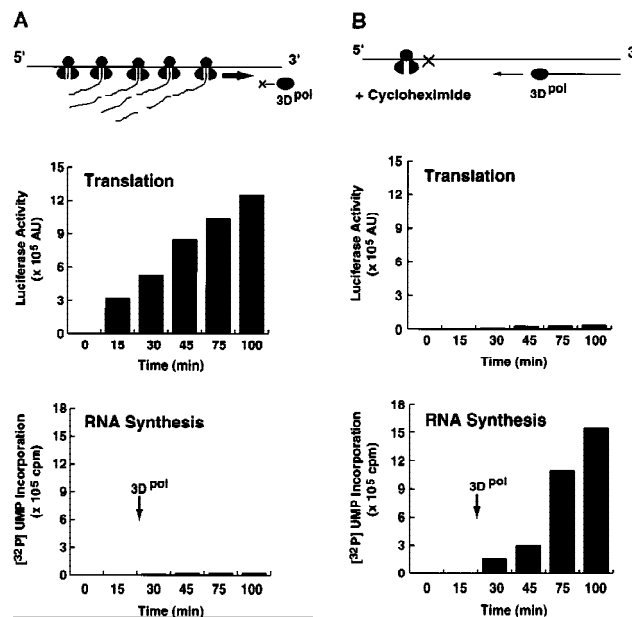 A
5' 3'
3D pol
Translation
Luciferase Activity
(x 10⁵ AU)
15
12
9
6
3
0
0 15 30 45 75 100
Time (min)
RNA Synthesis
[³²P] UMP Incorporation
(x 10⁵ cpm)
18
15
12
9
6
3
0
3D pol
0 15 30 45 75 100
Time (min)
B
5' 3'
+ Cycloheximide
3D pol
Translation
Luciferase Activity
(x 10⁵ AU)
15
12
9
6
3
0
0 15 30 45 75 100
Time (min)
RNA Synthesis
[³²P] UMP Incorporation
(x 10⁵ cpm)
18
15
12
9
6
3
0
3D pol
0 15 30 45 75 100
Time (min)